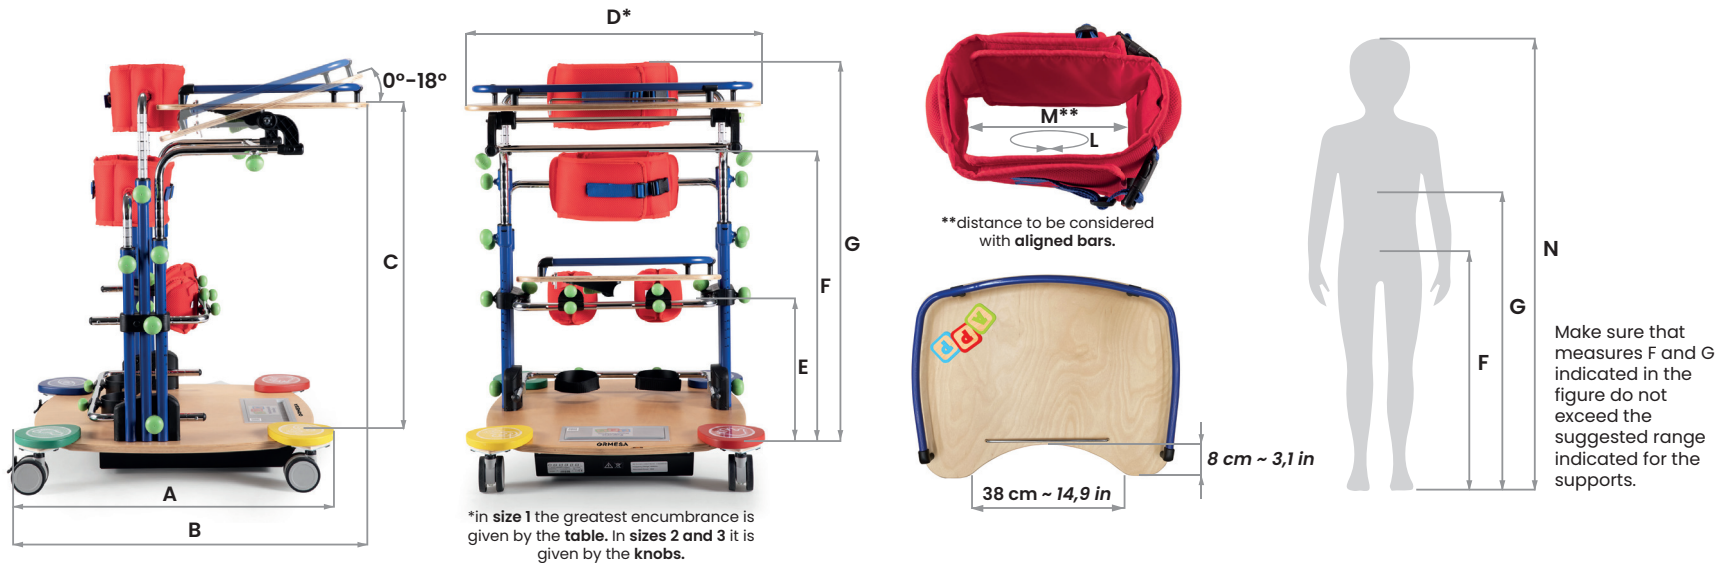 0°-18°
C
A
B
D*
G
F
E
ORMESA
*in size 1 the greatest encumbrance is
given by the table. In sizes 2 and 3 it is
given by the knobs.
M**
L
**distance to be considered
with aligned bars.
A
P
P
8 cm ~ 3,1 in
38 cm ~ 14,9 in
N
G
F
Make sure that
measures F and G
indicated in the
figure do not
exceed the
suggested range
indicated for the
supports.